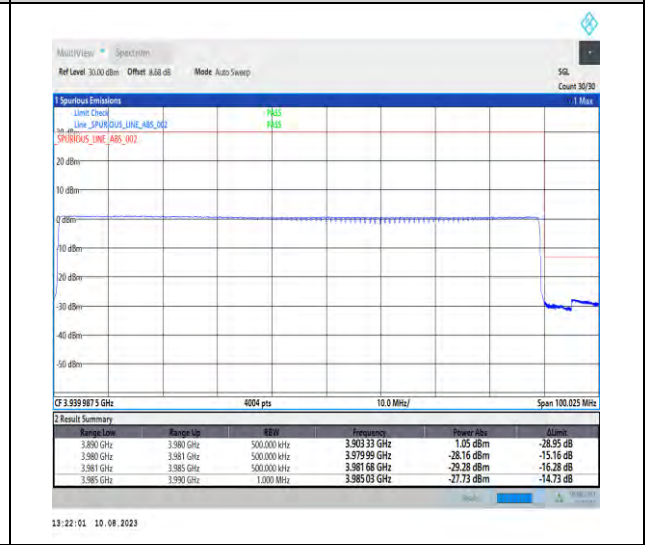 MultiView Spectrum
Ref Level 30.00 dBm Offset 8.68 dB Mode Auto Sweep SGL
Count 30/30
1 Spurious Emissions 1 Max
Limit Check PASS
Line _SPURIOUS_LINE_ABS_002 PASS
30 dBm
_SPURIOUS_LINE_ABS_002
20 dBm
10 dBm
0 dBm
-10 dBm
-20 dBm
-30 dBm
-40 dBm
-50 dBm
CF 3.939 987 5 GHz 4004 pts 10.0 MHz/ Span 100.025 MHz
2 Result Summary
Range Low Range Up RBW Frequency Power Abs ΔLimit
3.890 GHz 3.980 GHz 500.000 kHz 3.903 33 GHz 1.05 dBm -28.95 dB
3.980 GHz 3.981 GHz 500.000 kHz 3.979 99 GHz -28.16 dBm -15.16 dB
3.981 GHz 3.985 GHz 500.000 kHz 3.981 68 GHz -29.28 dBm -16.28 dB
3.985 GHz 3.990 GHz 1.000 MHz 3.985 03 GHz -27.73 dBm -14.73 dB
13:22:01 10.08.2023